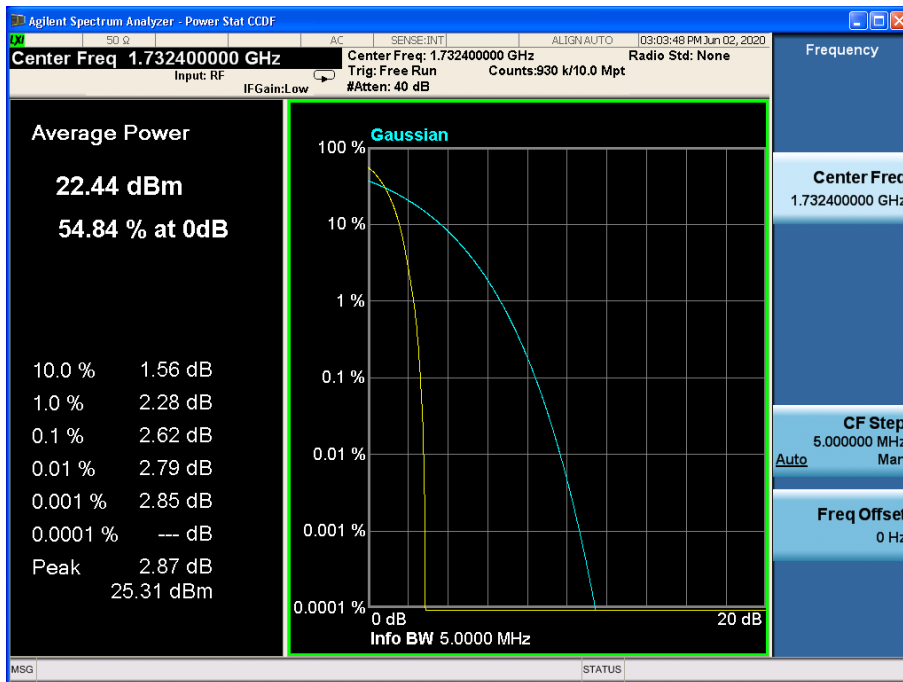 Agilent Spectrum Analyzer - Power Stat CCDF
LXI 50 Ω AC SENSE:INT ALIGN AUTO 03:03:48 PM Jun 02, 2020
Center Freq 1.732400000 GHz
Input: RF
IFGain:Low
Center Freq: 1.732400000 GHz Radio Std: None
Trig: Free Run Counts:930 k/10.0 Mpt
#Atten: 40 dB
Average Power
22.44 dBm
54.84 % at 0dB
10.0 % 1.56 dB
1.0 % 2.28 dB
0.1 % 2.62 dB
0.01 % 2.79 dB
0.001 % 2.85 dB
0.0001 % --- dB
Peak 2.87 dB
25.31 dBm
Gaussian
100 %
10 %
1 %
0.1 %
0.01 %
0.001 %
0.0001 %
0 dB 20 dB
Info BW 5.0000 MHz
Frequency
Center Freq
1.732400000 GHz
CF Step
5.000000 MHz
Auto Man
Freq Offset
0 Hz
MSG STATUS